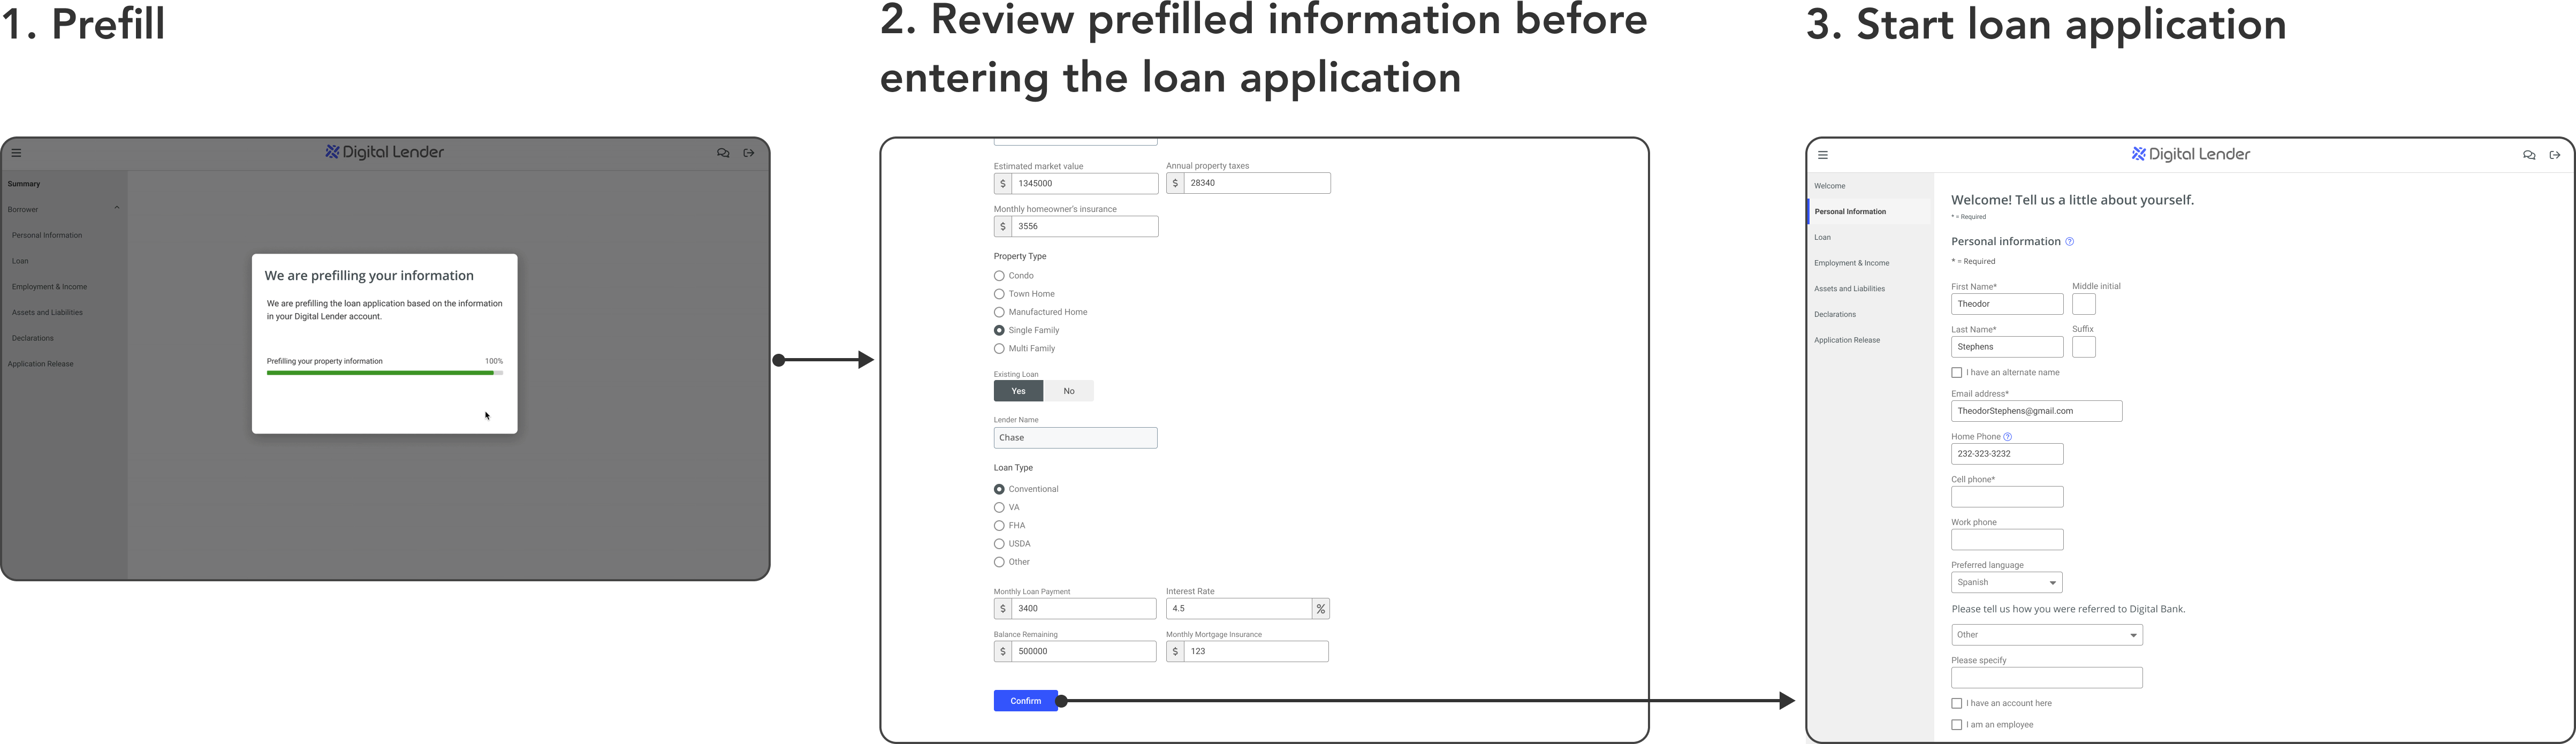 1. Prefill
Digital Lender
Summary
Borrower
Personal Information
Loan
Employment & Income
Assets and Liabilities
Declarations
Application Release
We are prefilling your information
We are prefilling the loan application based on the information
in your Digital Lender account.
Prefilling your property information 100%
2. Review prefilled information before
entering the loan application
Estimated market value Annual property taxes
$ 1345000 $ 28340
Monthly homeowner's insurance
$ 3556
Property Type
Condo
Town Home
Manufactured Home
Single Family
Multi Family
Existing Loan
Yes No
Lender Name
Chase
Loan Type
Conventional
VA
FHA
USDA
Other
Monthly Loan Payment Interest Rate
$ 3400 4.5 %
Balance Remaining Monthly Mortgage Insurance
$ 500000 $ 123
Confirm
3. Start loan application
Digital Lender
Welcome
Personal Information
Loan
Employment & Income
Assets and Liabilities
Declarations
Application Release
Welcome! Tell us a little about yourself.
* = Required
Personal information ?
* = Required
First Name* Middle initial
Theodor
Last Name* Suffix
Stephens
I have an alternate name
Email address*
TheodorStephens@gmail.com
Home Phone ?
232-323-3232
Cell phone*
Work phone
Preferred language
Spanish
Please tell us how you were referred to Digital Bank.
Other
Please specify
I have an account here
I am an employee